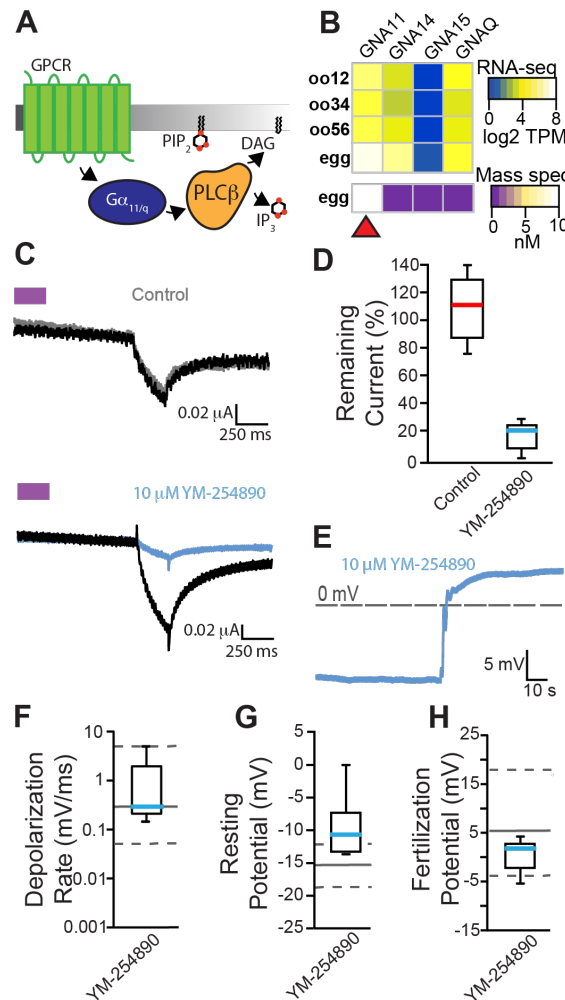 A
GPCR
PIP2
DAG
Gα11/q
PLCβ
IP3
B
GNA11 GNA14 GNA15 GNAQ
oo12
oo34
oo56
egg
RNA-seq
0 4 8
log2 TPM
egg
Mass spec
0 5 10
nM
C
Control
0.02 µA
250 ms
10 µM YM-254890
0.02 µA
250 ms
D
Remaining
Current (%)
140
120
100
80
60
40
20
0
Control
YM-254890
E
10 µM YM-254890
0 mV
5 mV
10 s
F
Depolarization
Rate (mV/ms)
10
1
0.1
0.01
0.001
YM-254890
G
Resting
Potential (mV)
5
0
-5
-10
-15
-20
-25
YM-254890
H
Fertilization
Potential (mV)
25
15
5
-5
-15
YM-254890